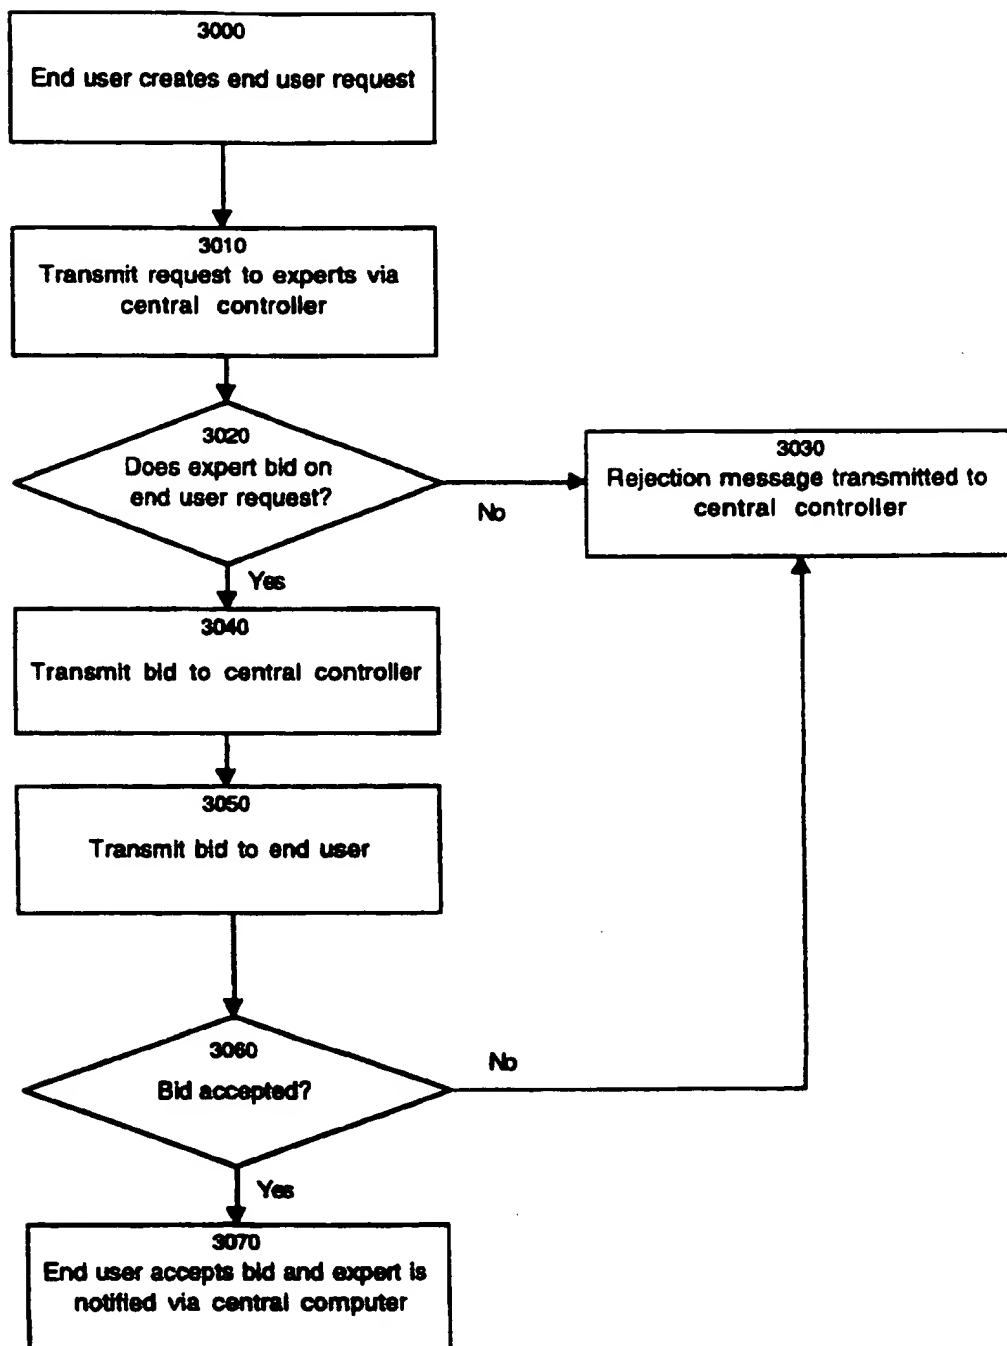 3000
End user creates end user request
3010
Transmit request to experts via
central controller
3020
Does expert bid on
end user request?
No
3030
Rejection message transmitted to
central controller
Yes
3040
Transmit bid to central controller
3050
Transmit bid to end user
3060
Bid accepted?
No
Yes
3070
End user accepts bid and expert is
notified via central computer